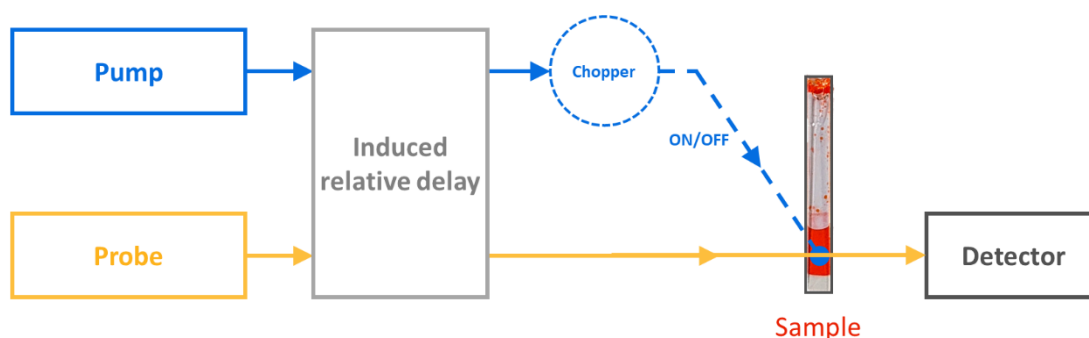 Pump
Chopper
Induced
relative delay
ON/OFF
Probe
Detector
Sample